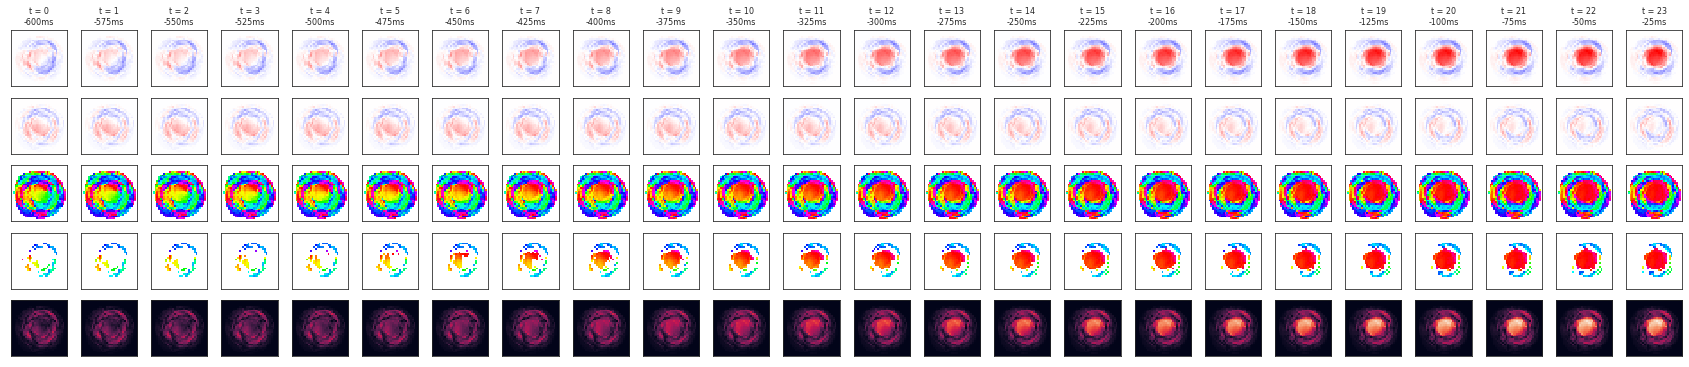 t = 0 t = 1 t = 2 t = 3 t = 4 t = 5 t = 6 t = 7 t = 8 t = 9 t = 10 t = 11 t = 12 t = 13 t = 14 t = 15 t = 16 t = 17 t = 18 t = 19 t = 20 t = 21 t = 22 t = 23
-600ms -575ms -550ms -525ms -500ms -475ms -450ms -425ms -400ms -375ms -350ms -325ms -300ms -275ms -250ms -225ms -200ms -175ms -150ms -125ms -100ms -75ms -50ms -25ms